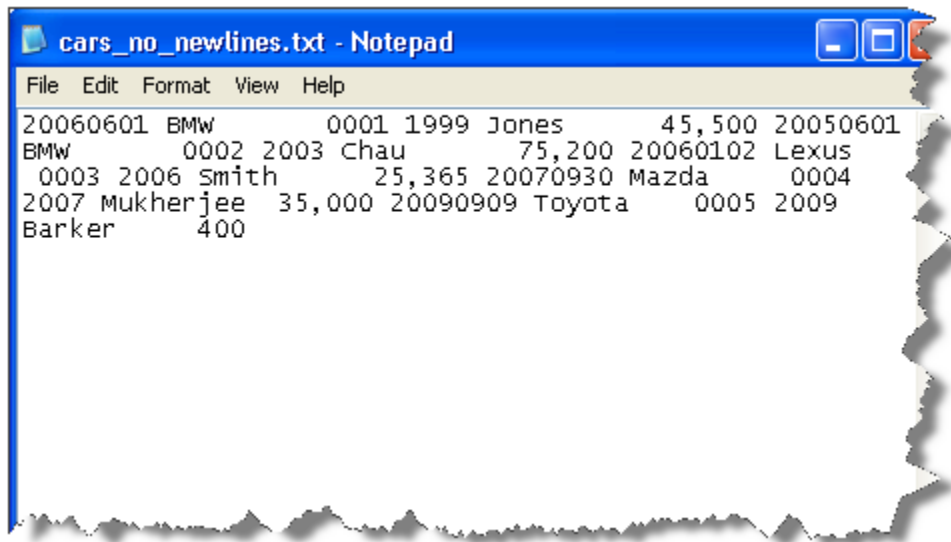 cars_no_newlines.txt - Notepad
File Edit Format View Help
20060601 BMW       0001 1999 Jones      45,500 20050601
BMW       0002 2003 Chau       75,200 20060102 Lexus
 0003 2006 Smith      25,365 20070930 Mazda     0004
2007 Mukherjee  35,000 20090909 Toyota    0005 2009
Barker     400